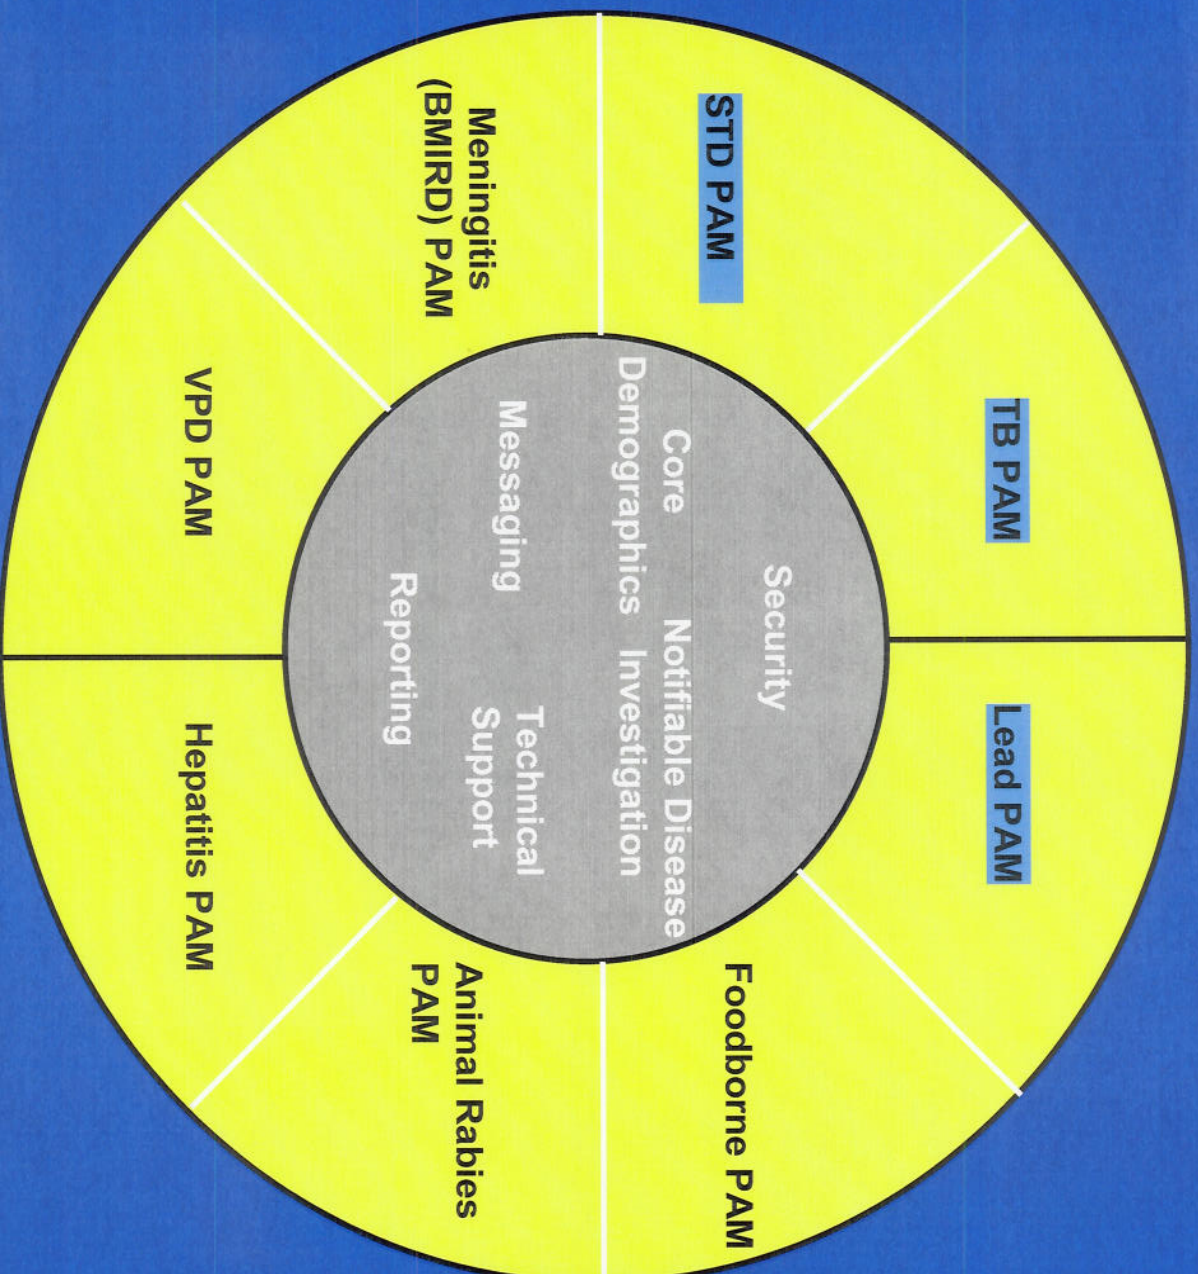 TB PAM
Lead PAM
STD PAM
Foodborne PAM
Meningitis
(BMIRD) PAM
Animal Rabies
PAM
VPD PAM
Hepatitis PAM
Security
Core
Demographics
Notifiable Disease
Investigation
Messaging
Technical
Support
Reporting